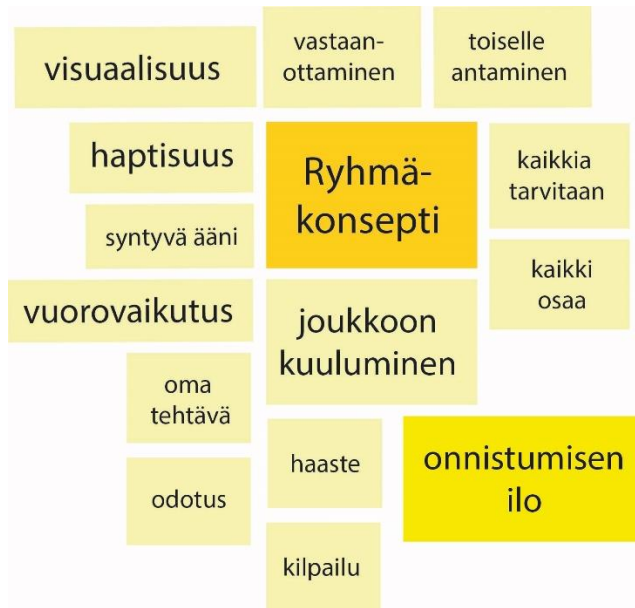 visuaalisuus
vastaan-
ottaminen
toiselle
antaminen
haptisuus
Ryhmä-
konsepti
kaikkia
tarvitaan
syntyvä ääni
kaikki
osaa
vuorovaikutus
joukkoon
kuuluminen
oma
tehtävä
haaste
onnistumisen
ilo
odotus
kilpailu